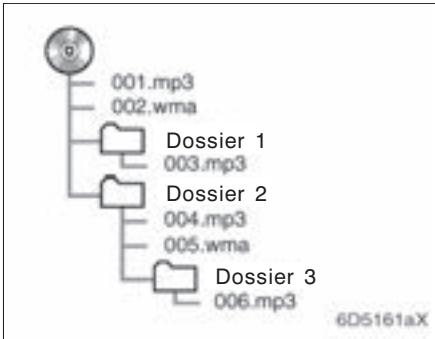 001.mp3
002.wma
Dossier 1
003.mp3
Dossier 2
004.mp3
005.wma
Dossier 3
006.mp3
6D5161aX